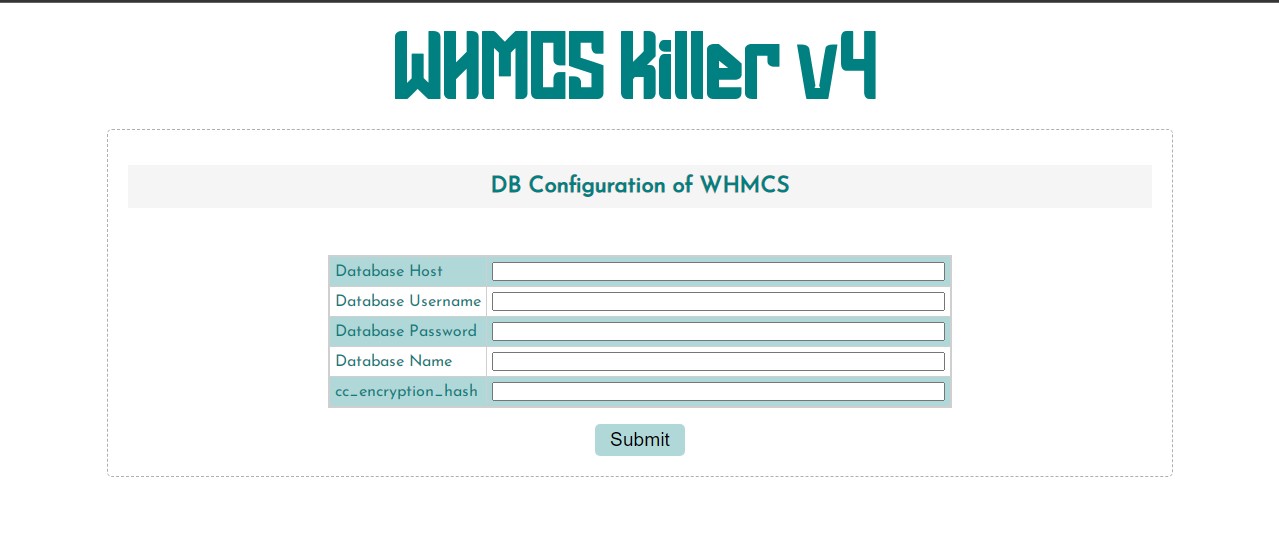 WHMCS Killer v4
DB Configuration of WHMCS
Database Host
Database Username
Database Password
Database Name
cc_encryption_hash
Submit